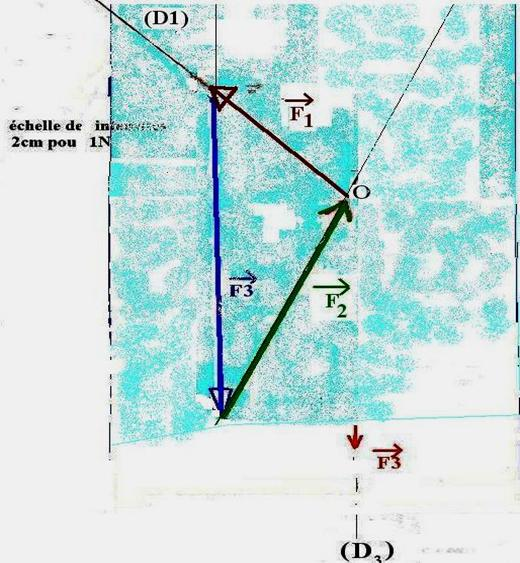 (D1)
F₁
échelle de
2cm pou 1N
O
F3
F₂
F3
(D₃)